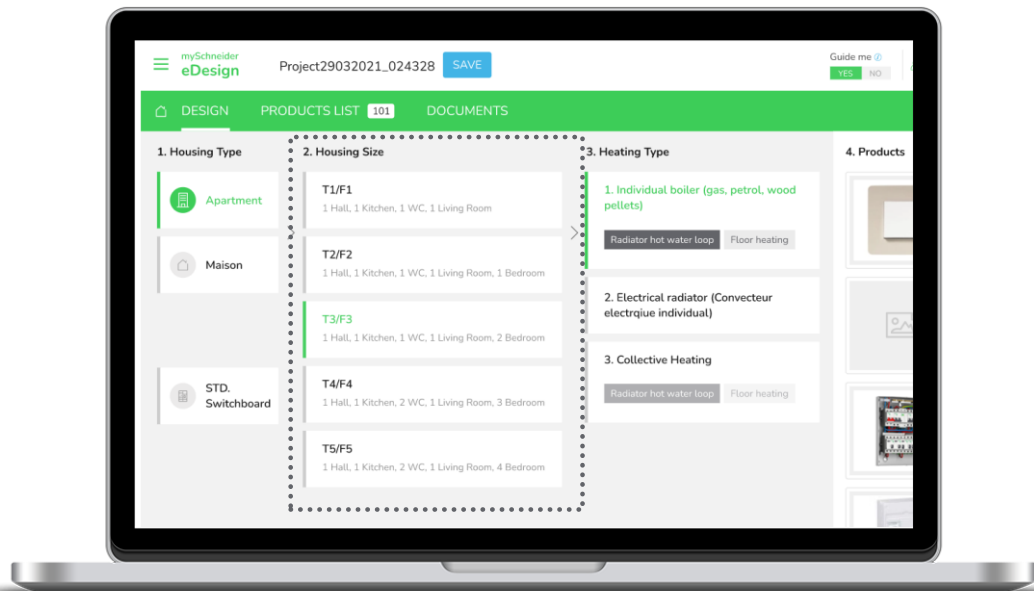 mySchneider
eDesign
Project29032021_024328
SAVE
Guide me
YES NO
DESIGN
PRODUCTS LIST 101
DOCUMENTS
1. Housing Type
Apartment
Maison
STD.
Switchboard
2. Housing Size
T1/F1
1 Hall, 1 Kitchen, 1 WC, 1 Living Room
T2/F2
1 Hall, 1 Kitchen, 1 WC, 1 Living Room, 1 Bedroom
T3/F3
1 Hall, 1 Kitchen, 1 WC, 1 Living Room, 2 Bedroom
T4/F4
1 Hall, 1 Kitchen, 2 WC, 1 Living Room, 3 Bedroom
T5/F5
1 Hall, 1 Kitchen, 2 WC, 1 Living Room, 4 Bedroom
3. Heating Type
1. Individual boiler (gas, petrol, wood
pellets)
Radiator hot water loop Floor heating
2. Electrical radiator (Convecteur
electrqiue individual)
3. Collective Heating
Radiator hot water loop Floor heating
4. Products